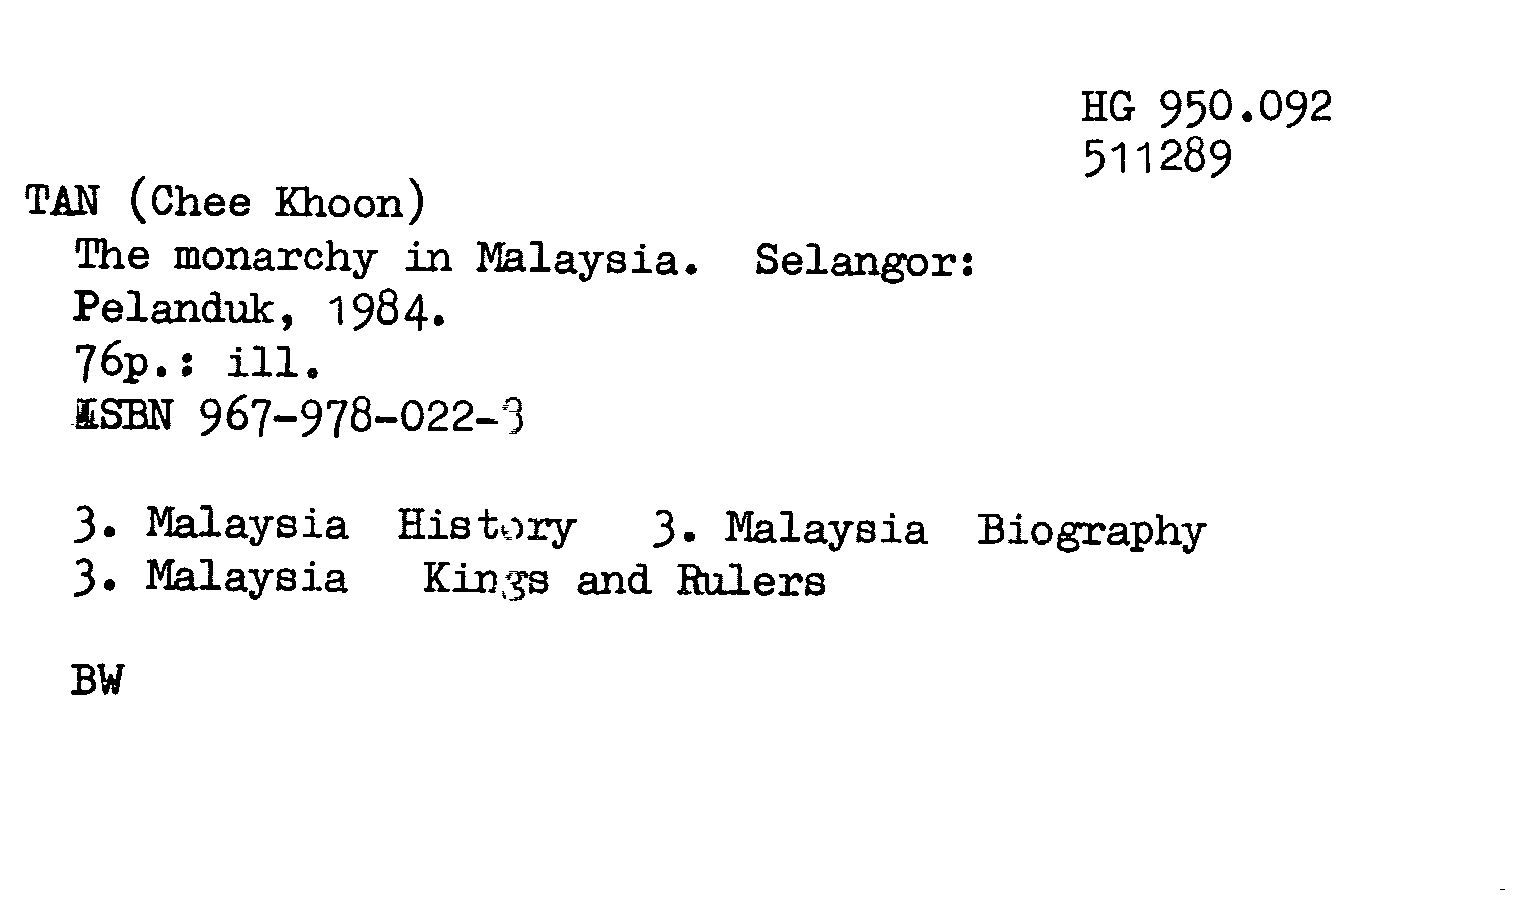 HG 950.092
511289
TAN (Chee Khoon)
The monarchy in Malaysia. Selangor:
Pelanduk, 1984.
76p.: ill.
ISBN 967-978-022-3
3. Malaysia History 3. Malaysia Biography
3. Malaysia Kings and Rulers
BW